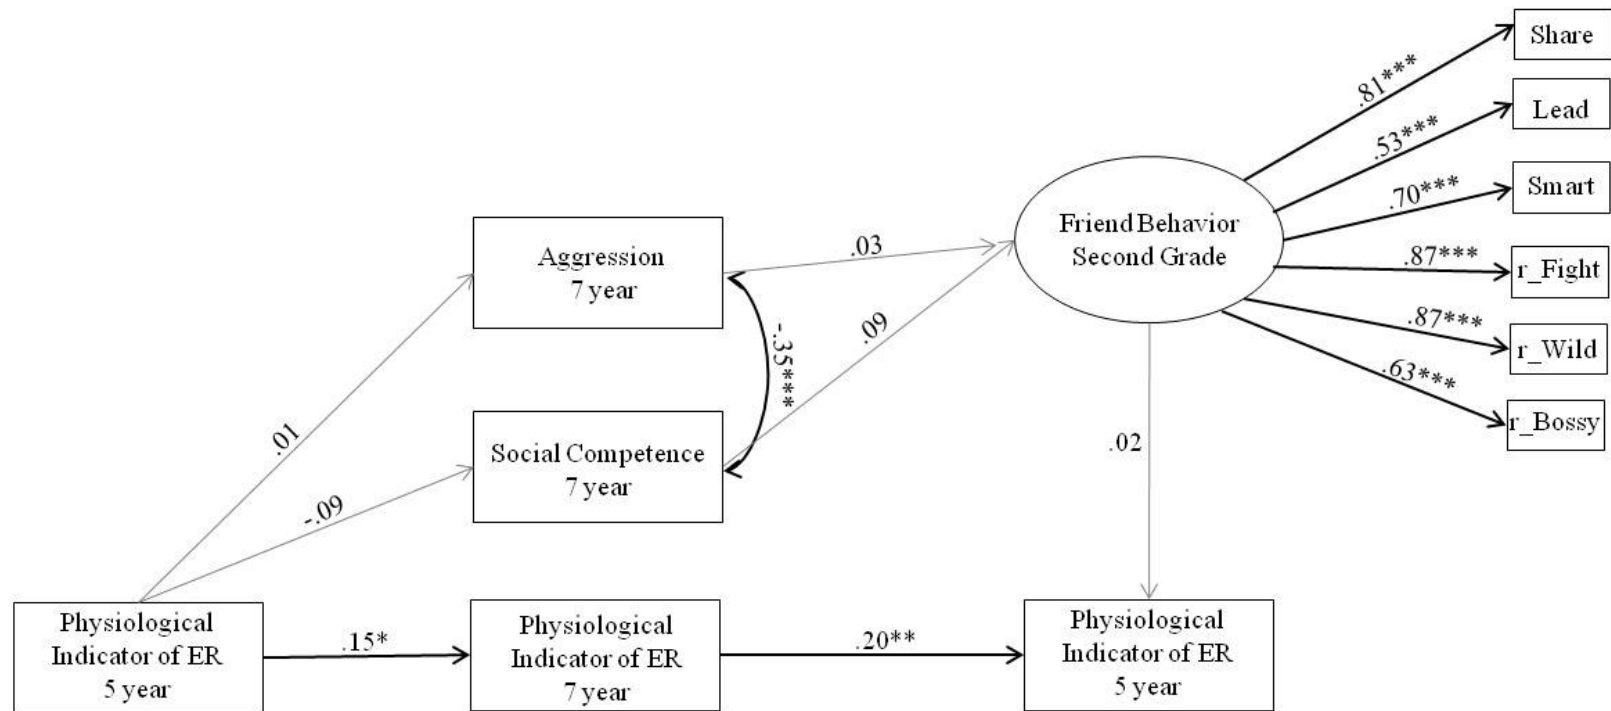 Share
.81***
Lead
.53***
Smart
.70***
Friend Behavior
Second Grade
r_Fight
.87***
Aggression
7 year
.03
r_Wild
.87***
.09
-.35***
r_Bossy
.63***
.01
Social Competence
7 year
.02
-.09
Physiological
Indicator of ER
5 year
.15*
Physiological
Indicator of ER
7 year
.20**
Physiological
Indicator of ER
5 year